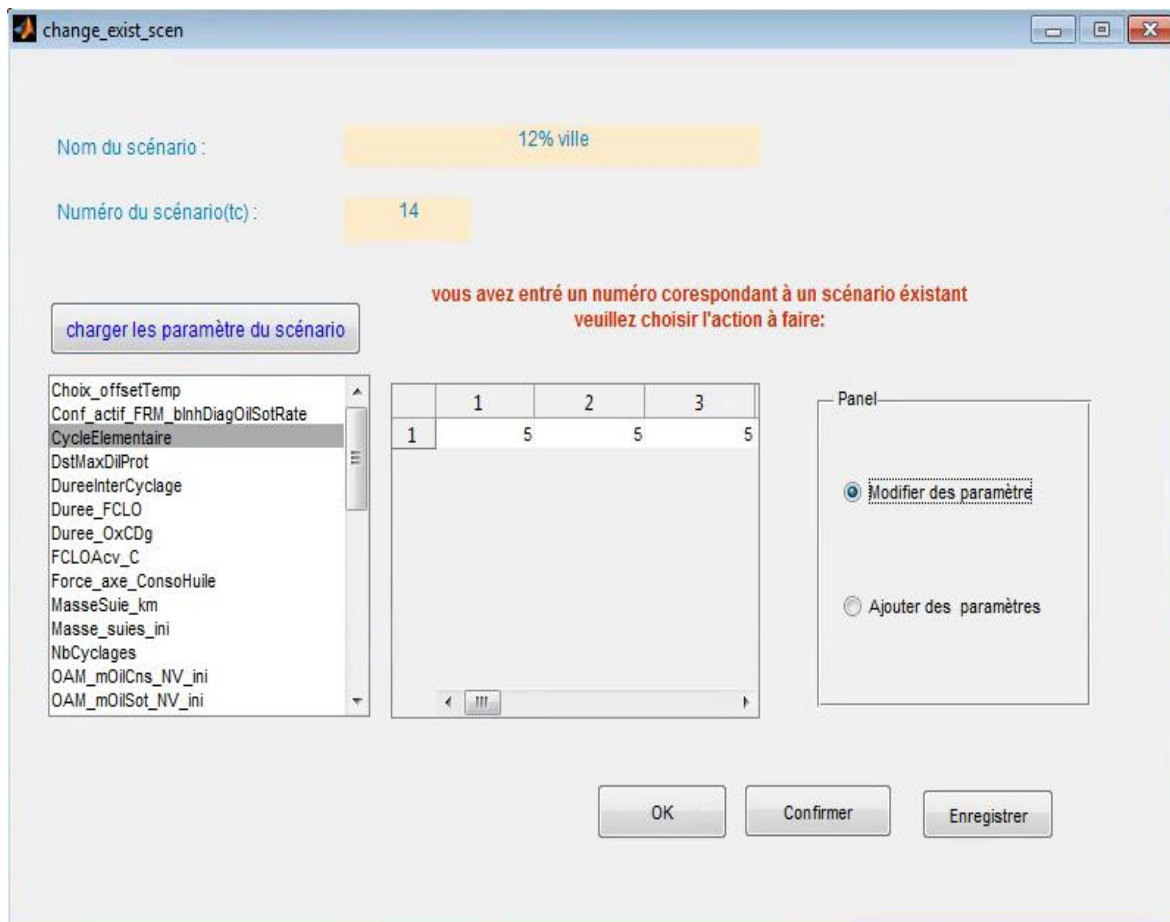 change_exist_scen
Nom du scénario :
12% ville
Numéro du scénario(tc) :
14
vous avez entré un numéro corespondant à un scénario éxistant
veuillez choisir l'action à faire:
charger les paramètre du scénario
Choix_offsetTemp
Conf_actif_FRM_bInhDiagOilSotRate
CycleElementaire
DstMaxDilProt
DureeInterCyclage
Duree_FCLO
Duree_OxCDg
FCLOAcv_C
Force_axe_ConsoHuile
MasseSuie_km
Masse_suies_ini
NbCyclages
OAM_mOilCns_NV_ini
OAM_mOilSot_NV_ini
1 2 3
1 5 5 5
Panel
Modifier des paramètre
Ajouter des paramètres
OK
Confirmer
Enregistrer